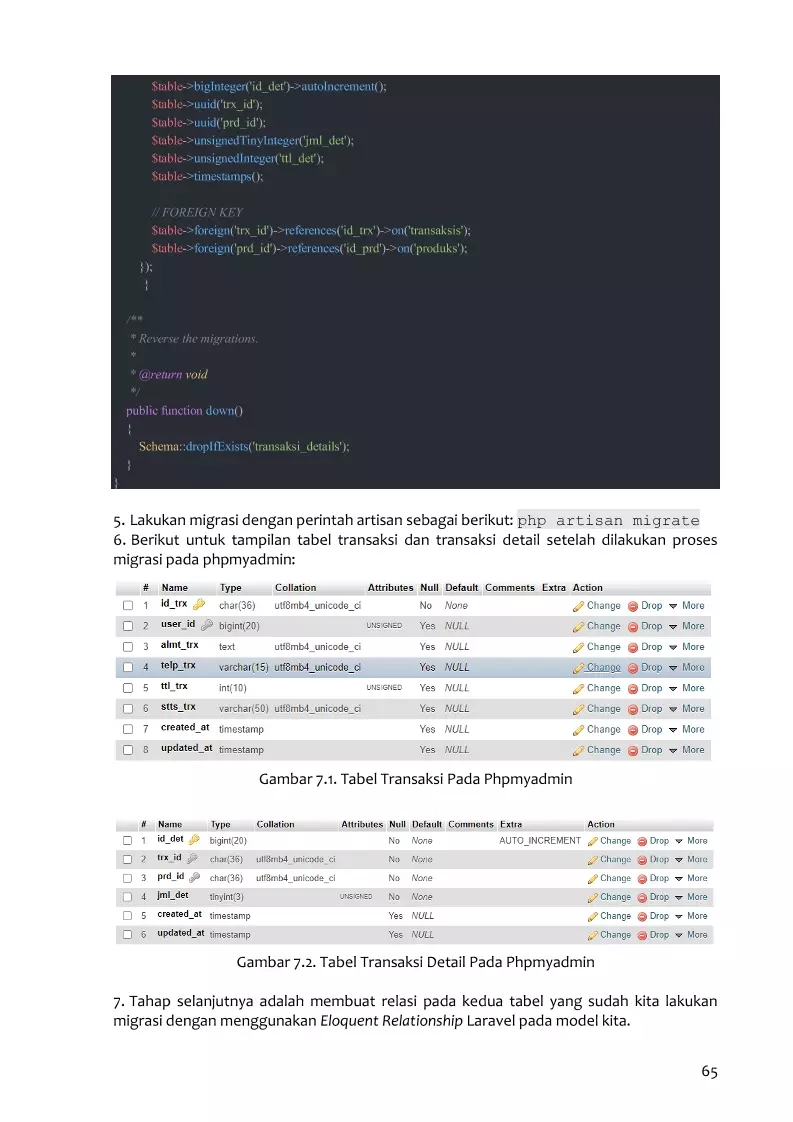 $table->bigInteger('id_det')->autoIncrement();
$table->uuid('trx_id');
$table->uuid('prd_id');
$table->unsignedTinyInteger('jml_det');
$table->unsignedInteger('ttl_det');
$table->timestamps();
// FOREIGN KEY
$table->foreign('trx_id')->references('id_trx')->on('transaksis');
$table->foreign('prd_id')->references('id_prd')->on('produks');
});
}
/**
* Reverse the migrations.
*
* @return void
*/
public function down()
{
Schema::dropIfExists('transaksi_details');
}
}
5. Lakukan migrasi dengan perintah artisan sebagai berikut: php artisan migrate
6. Berikut untuk tampilan tabel transaksi dan transaksi detail setelah dilakukan proses
migrasi pada phpmyadmin:
# Name Type Collation Attributes Null Default Comments Extra Action
1 id_trx char(36) utf8mb4_unicode_ci No None Change Drop More
2 user_id bigint(20) UNSIGNED Yes NULL Change Drop More
3 almt_trx text utf8mb4_unicode_ci Yes NULL Change Drop More
4 telp_trx varchar(15) utf8mb4_unicode_ci Yes NULL Change Drop More
5 ttl_trx int(10) UNSIGNED Yes NULL Change Drop More
6 stts_trx varchar(50) utf8mb4_unicode_ci Yes NULL Change Drop More
7 created_at timestamp Yes NULL Change Drop More
8 updated_at timestamp Yes NULL Change Drop More
Gambar 7.1. Tabel Transaksi Pada Phpmyadmin
# Name Type Collation Attributes Null Default Comments Extra Action
1 id_det bigint(20) No None AUTO_INCREMENT Change Drop More
2 trx_id char(36) utf8mb4_unicode_ci No None Change Drop More
3 prd_id char(36) utf8mb4_unicode_ci No None Change Drop More
4 jml_det tinyint(3) UNSIGNED No None Change Drop More
5 created_at timestamp Yes NULL Change Drop More
6 updated_at timestamp Yes NULL Change Drop More
Gambar 7.2. Tabel Transaksi Detail Pada Phpmyadmin
7. Tahap selanjutnya adalah membuat relasi pada kedua tabel yang sudah kita lakukan
migrasi dengan menggunakan Eloquent Relationship Laravel pada model kita.
65